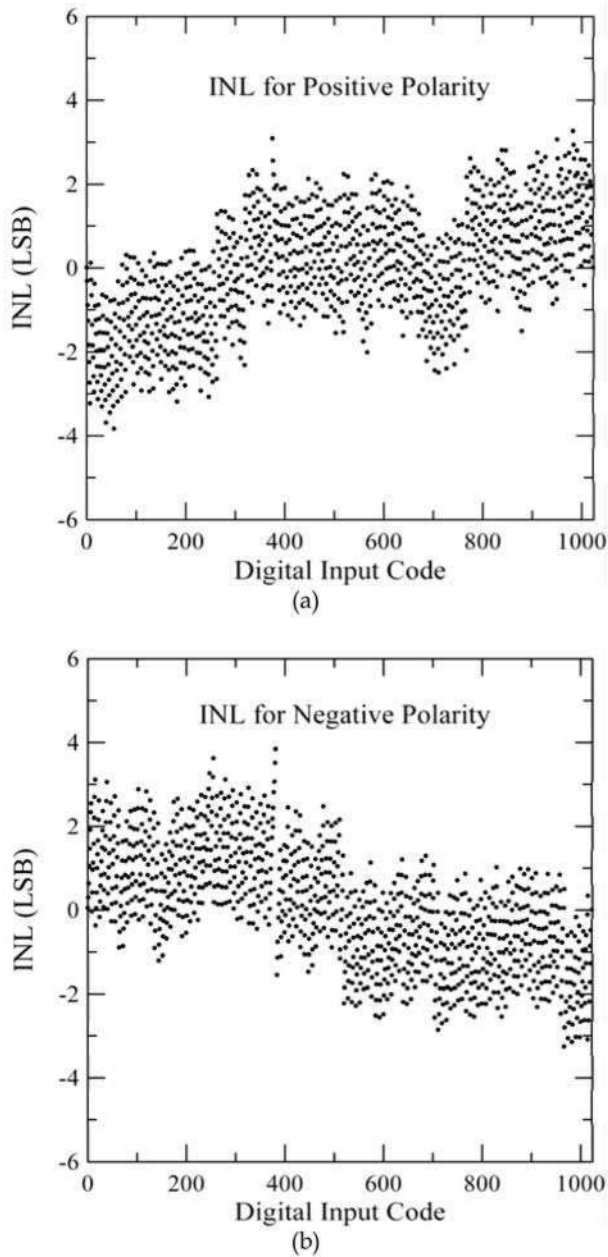 6
4
2
0
-2
-4
-6
INL (LSB)
INL for Positive Polarity
0 200 400 600 800 1000
Digital Input Code
(a)
6
4
2
0
-2
-4
-6
INL (LSB)
INL for Negative Polarity
0 200 400 600 800 1000
Digital Input Code
(b)